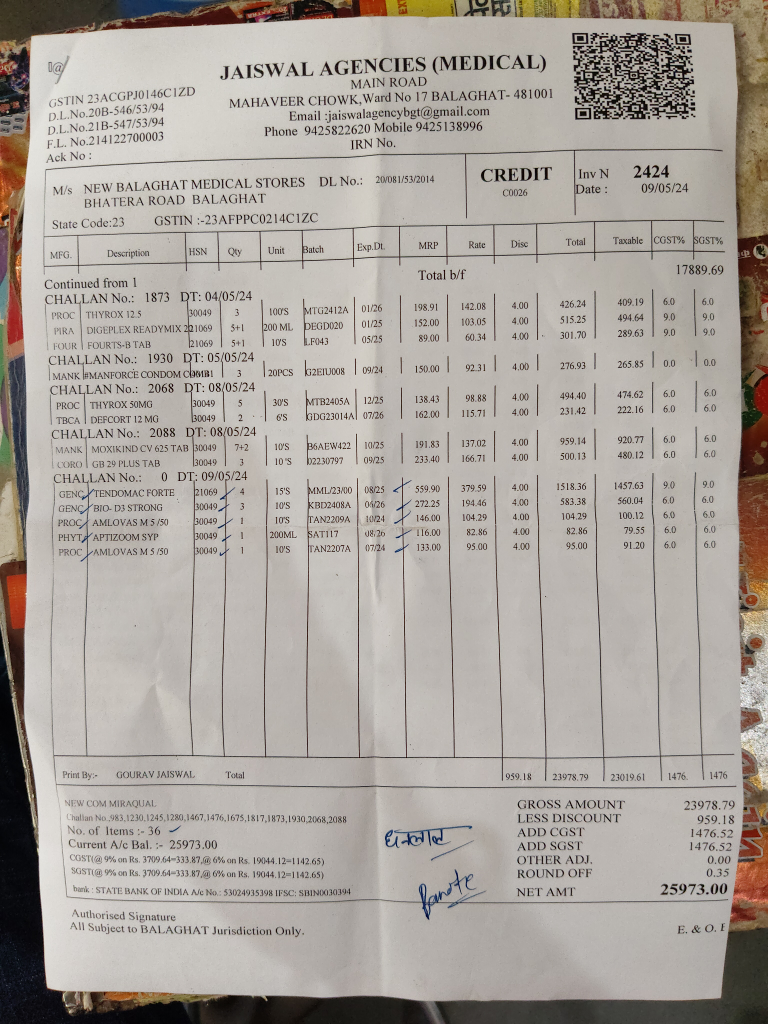 JAISWAL AGENCIES (MEDICAL)
MAIN ROAD
MAHAVEER CHOWK,Ward No 17 BALAGHAT- 481001
Email :jaiswalagencybgt@gmail.com
Phone 9425822620 Mobile 9425138996
IRN No.
GSTIN 23ACGPJ0146C1ZD
D.L.No.20B-546/53/94
D.L.No.21B-547/53/94
F.L. No.214122700003
Ack No :
M/s NEW BALAGHAT MEDICAL STORES DL No.: 20/081/53/2014
BHATERA ROAD BALAGHAT
State Code:23 GSTIN :-23AFPPC0214C1ZC
CREDIT
C0026
Inv N 2424
Date : 09/05/24
MFG. Description HSN Qty Unit Batch Exp.Dt. MRP Rate Disc Total Taxable CGST% SGST%
Continued from 1 Total b/f 17889.69
CHALLAN No.: 1873 DT: 04/05/24
PROC THYROX 12.5 30049 3 100'S MTG2412A 01/26 198.91 142.08 4.00 426.24 409.19 6.0 6.0
PIRA DIGEPLEX READYMIX 2 21069 5+1 200 ML DEGD020 01/25 152.00 103.05 4.00 515.25 494.64 9.0 9.0
FOUR FOURTS-B TAB 21069 5+1 10'S LF043 05/25 89.00 60.34 4.00 301.70 289.63 9.0 9.0
CHALLAN No.: 1930 DT: 05/05/24
MANK #MANFORCE CONDOM 3 20PCS G2EIU008 09/24 150.00 92.31 4.00 276.93 265.85 0.0 0.0
CHALLAN No.: 2068 DT: 08/05/24
PROC THYROX 50MG 30049 5 30'S MTB2405A 12/25 138.43 98.88 4.00 494.40 474.62 6.0 6.0
TBCA DEFCORT 12 MG 30049 2 6'S GDG23014A 07/26 162.00 115.71 4.00 231.42 222.16 6.0 6.0
CHALLAN No.: 2088 DT: 08/05/24
MANK MOXIKIND CV 625 TAB 30049 7+2 10'S B6AEW422 10/25 191.83 137.02 4.00 959.14 920.77 6.0 6.0
CORO GB 29 PLUS TAB 30049 3 10 'S 02230797 09/25 233.40 166.71 4.00 500.13 480.12 6.0 6.0
CHALLAN No.: 0 DT: 09/05/24
GENC TENDOMAC FORTE 21069 4 15'S MML/23/00 08/25 559.90 379.59 4.00 1518.36 1457.63 9.0 9.0
GENC BIO- D3 STRONG 30049 3 10'S KBD2408A 06/26 272.25 194.46 4.00 583.38 560.04 6.0 6.0
PROC AMLOVAS M 5 /50 30049 1 10'S TAN2209A 10/24 146.00 104.29 4.00 104.29 100.12 6.0 6.0
PHYT APTIZOOM SYP 30049 1 200ML SAT117 08/26 116.00 82.86 4.00 82.86 79.55 6.0 6.0
PROC AMLOVAS M 5 /50 30049 1 10'S TAN2207A 07/24 133.00 95.00 4.00 95.00 91.20 6.0 6.0
Print By:- GOURAV JAISWAL Total 959.18 23978.79 23019.61 1476. 1476
NEW COM MIRAQUAL
Challan No.,983,1230,1245,1280,1467,1476,1675,1817,1873,1930,2068,2088
No. of Items :- 36
Current A/c Bal. :- 25973.00
CGST(@ 9% on Rs. 3709.64=333.87,@ 6% on Rs. 19044.12=1142.65)
SGST(@ 9% on Rs. 3709.64=333.87,@ 6% on Rs. 19044.12=1142.65)
bank : STATE BANK OF INDIA A/c No.: 53024935398 IFSC: SBIN0030394
GROSS AMOUNT 23978.79
LESS DISCOUNT 959.18
ADD CGST 1476.52
ADD SGST 1476.52
OTHER ADJ. 0.00
ROUND OFF 0.35
NET AMT 25973.00
Authorised Signature
All Subject to BALAGHAT Jurisdiction Only.
E. & O. E